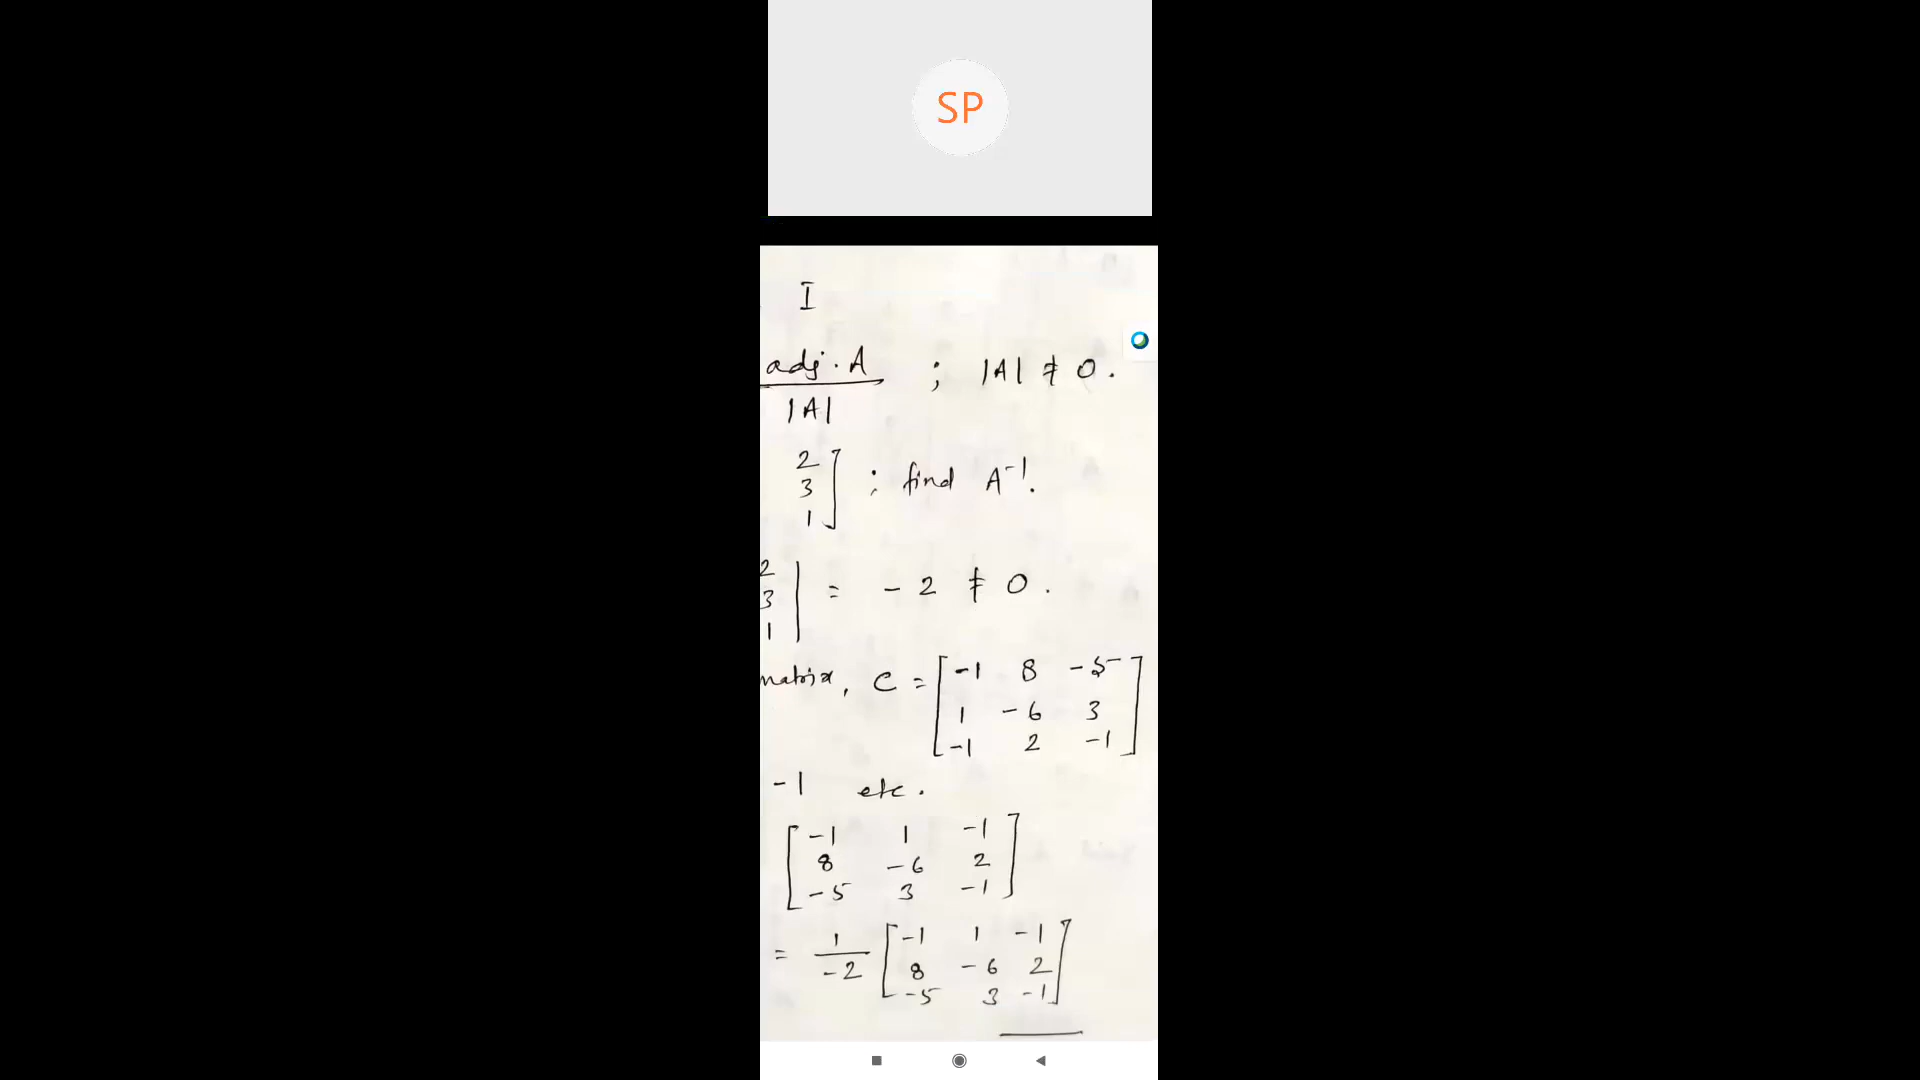 SP
I
adj. A ; |A| ≠ 0.
|A|
2
3 ; find A⁻¹.
1
2
3 = - 2 ≠ 0.
1
matrix, C = [ -1 8 -5
1 -6 3
-1 2 -1 ]
-1 etc.
[ -1 1 -1
8 -6 2
-5 3 -1 ]
= 1/-2 [ -1 1 -1
8 -6 2
-5 3 -1 ]